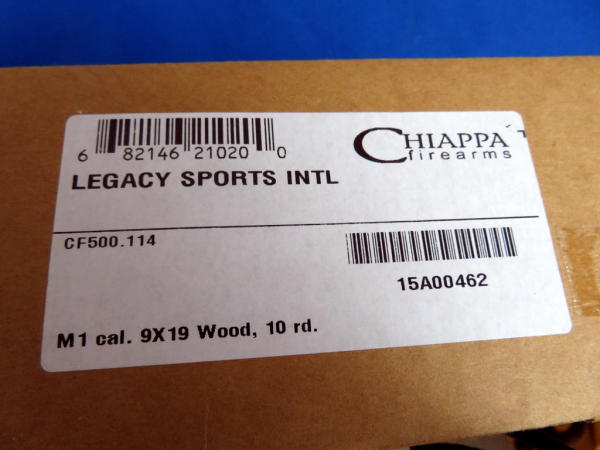 6 82146 21020 0
CHIAPPA
firearms
LEGACY SPORTS INTL
CF500.114
15A00462
M1 cal. 9X19 Wood, 10 rd.